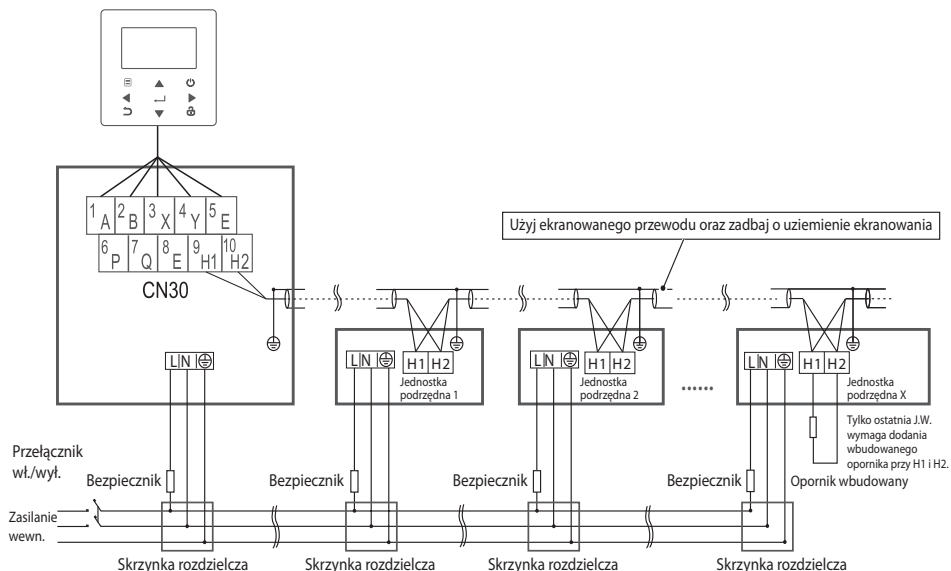 1 A 2 B 3 X 4 Y 5 E
6 P 7 Q 8 E 9 H1 10 H2
CN30
Użyj ekranowanego przewodu oraz zadbaj o uziemienie ekranowania
L N
L N H1 H2
Jednostka
podrzędna 1
L N H1 H2
Jednostka
podrzędna 2
......
L N H1 H2
Jednostka
podrzędna X
Tylko ostatnia J.W.
wymaga dodania
wbudowanego
opornika przy H1 i H2.
Opornik wbudowany
Przełącznik
wł./wył.
Bezpiecznik
Bezpiecznik
Bezpiecznik
Bezpiecznik
Zasilanie
wewn.
Skrzynka rozdzielcza
Skrzynka rozdzielcza
Skrzynka rozdzielcza
Skrzynka rozdzielcza